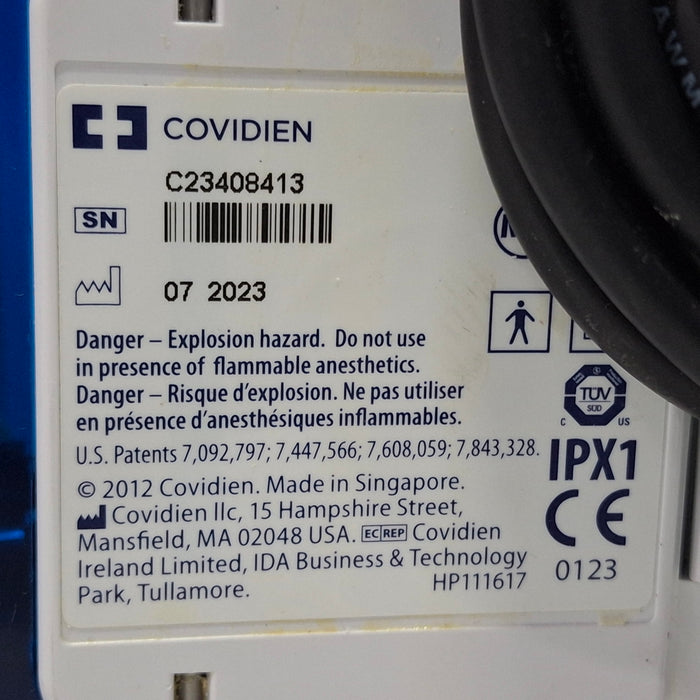 COVIDIEN
C23408413
SN
07 2023
Danger – Explosion hazard. Do not use
in presence of flammable anesthetics.
Danger – Risque d'explosion. Ne pas utiliser
en présence d'anesthésiques inflammables.
U.S. Patents 7,092,797; 7,447,566; 7,608,059; 7,843,328.
© 2012 Covidien. Made in Singapore.
Covidien llc, 15 Hampshire Street,
Mansfield, MA 02048 USA. EC REP Covidien
Ireland Limited, IDA Business & Technology
Park, Tullamore.
HP111617
TÜV
SÜD
C US
IPX1
CE
0123
AWM